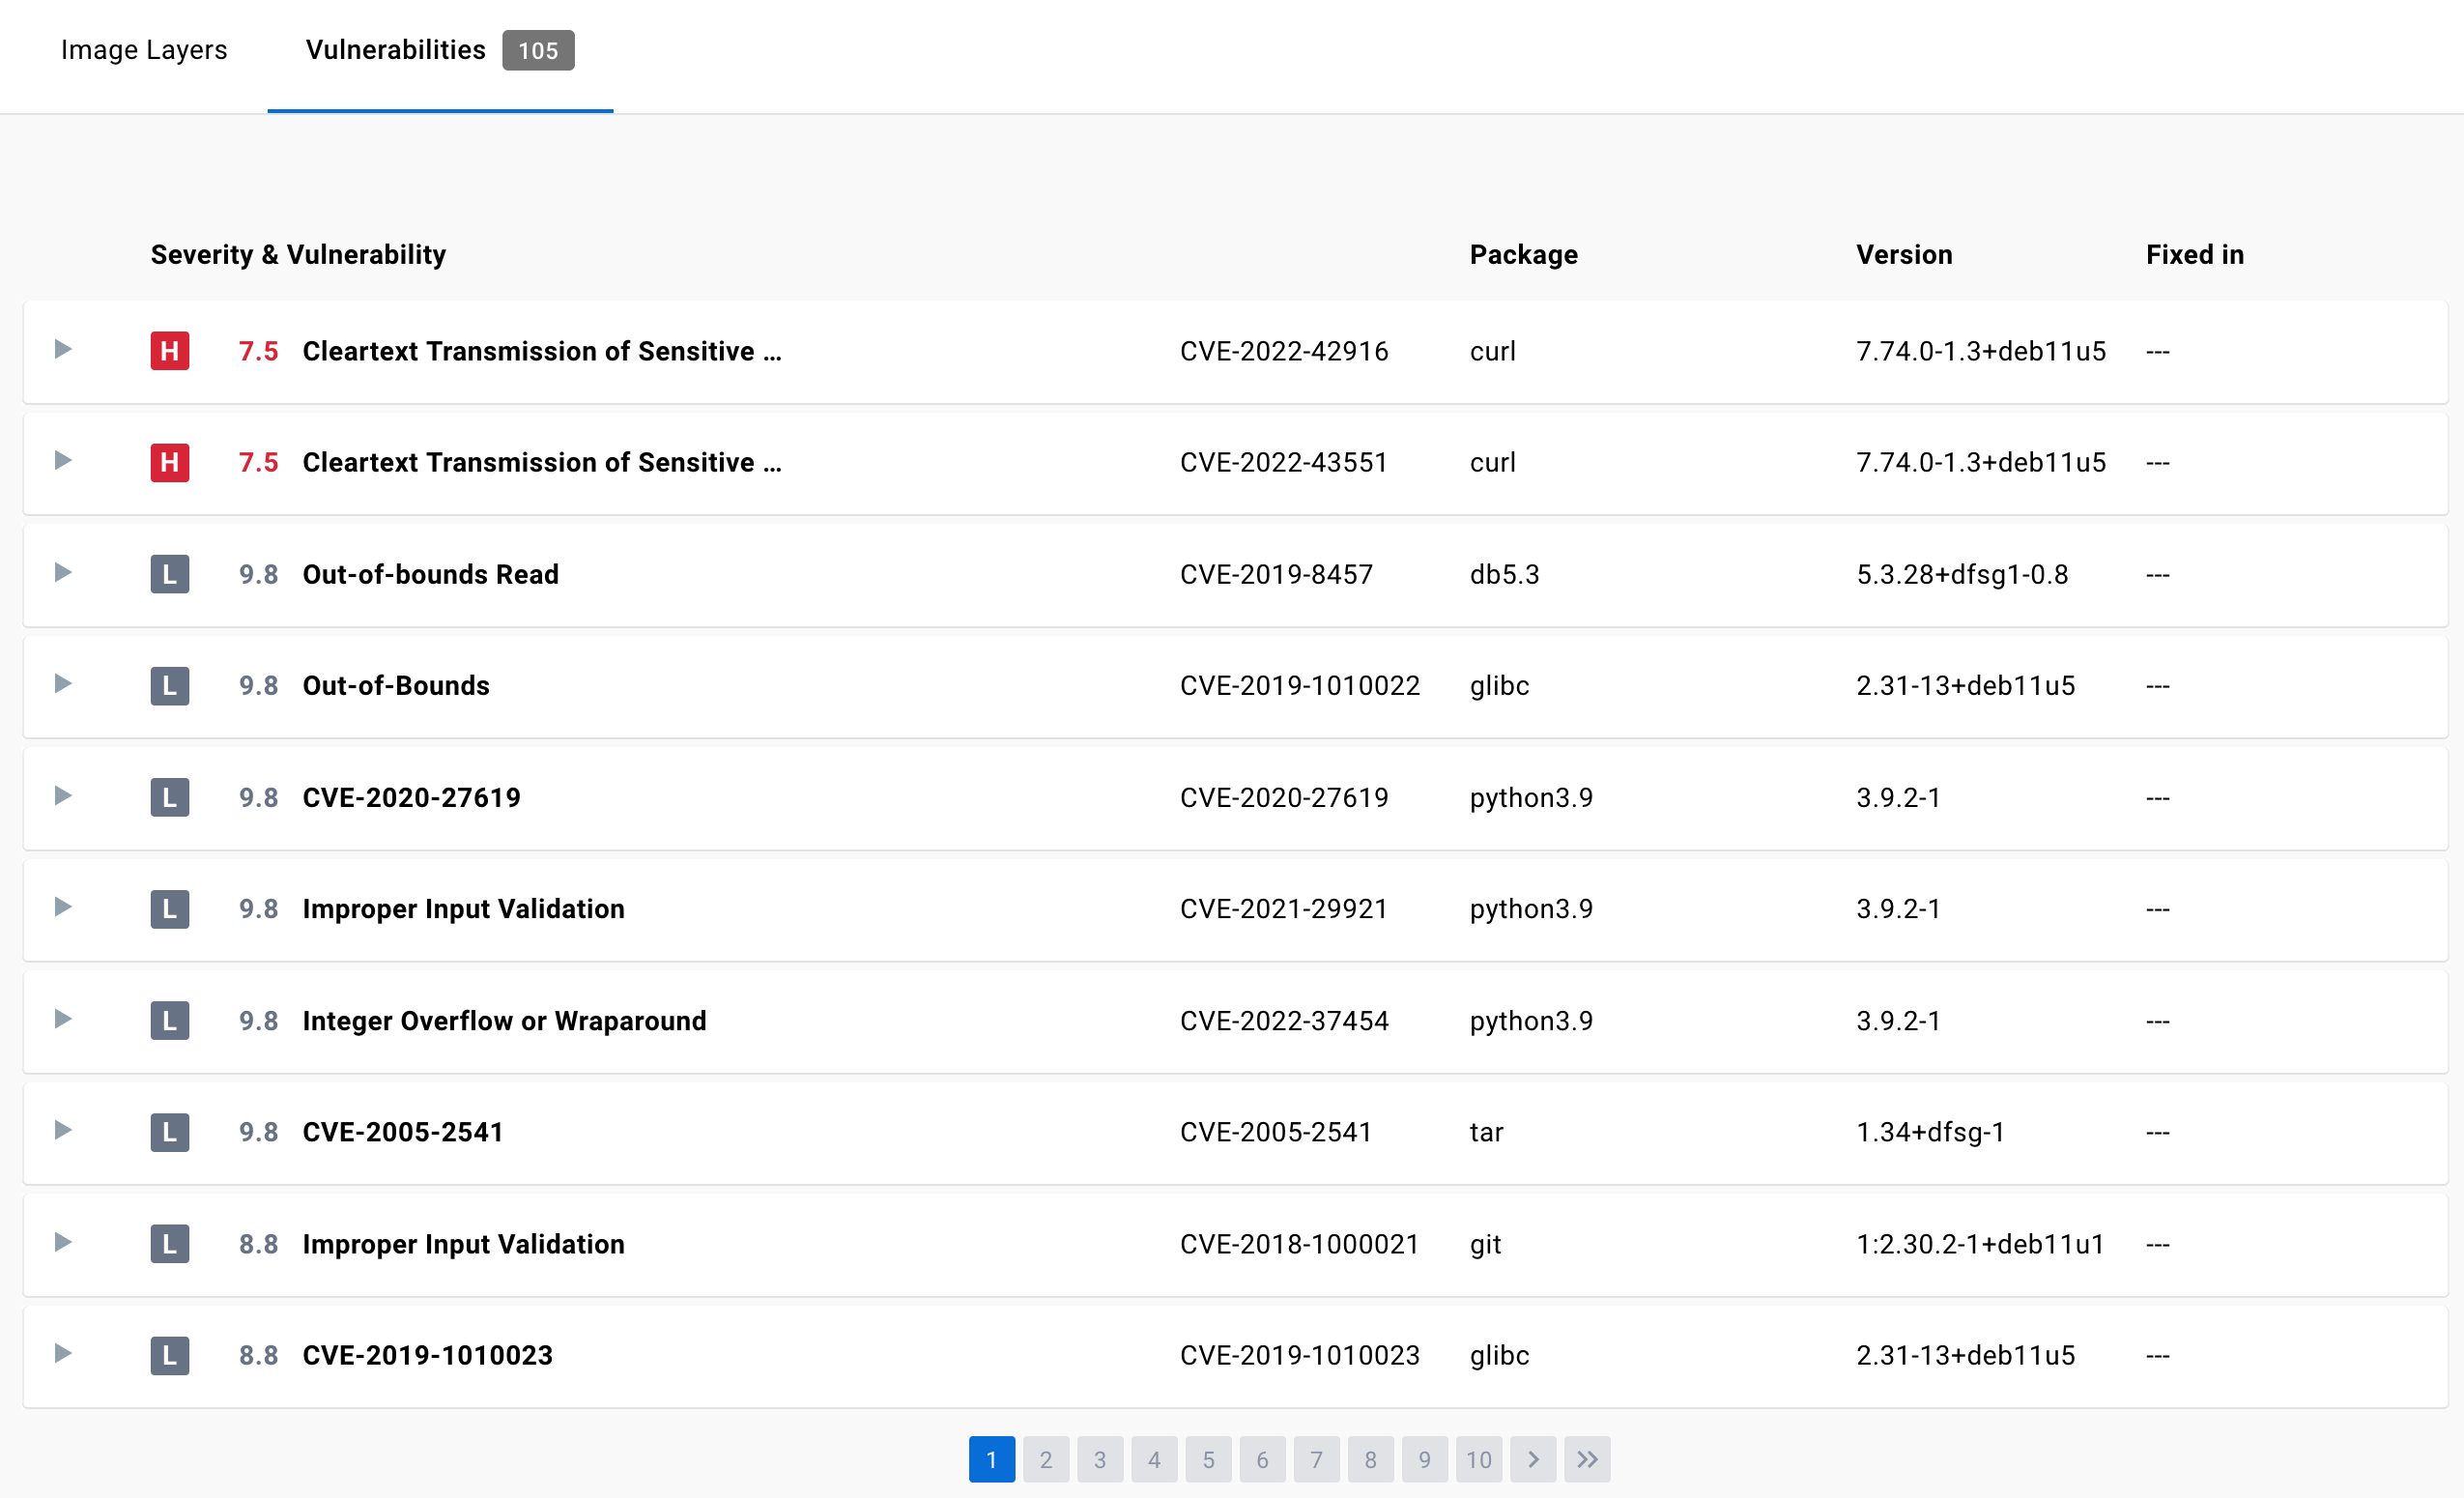 Image Layers Vulnerabilities 105
Severity & Vulnerability Package Version Fixed in
H 7.5 Cleartext Transmission of Sensitive ... CVE-2022-42916 curl 7.74.0-1.3+deb11u5 ---
H 7.5 Cleartext Transmission of Sensitive ... CVE-2022-43551 curl 7.74.0-1.3+deb11u5 ---
L 9.8 Out-of-bounds Read CVE-2019-8457 db5.3 5.3.28+dfsg1-0.8 ---
L 9.8 Out-of-Bounds CVE-2019-1010022 glibc 2.31-13+deb11u5 ---
L 9.8 CVE-2020-27619 CVE-2020-27619 python3.9 3.9.2-1 ---
L 9.8 Improper Input Validation CVE-2021-29921 python3.9 3.9.2-1 ---
L 9.8 Integer Overflow or Wraparound CVE-2022-37454 python3.9 3.9.2-1 ---
L 9.8 CVE-2005-2541 CVE-2005-2541 tar 1.34+dfsg-1 ---
L 8.8 Improper Input Validation CVE-2018-1000021 git 1:2.30.2-1+deb11u1 ---
L 8.8 CVE-2019-1010023 CVE-2019-1010023 glibc 2.31-13+deb11u5 ---
1 2 3 4 5 6 7 8 9 10 > >>